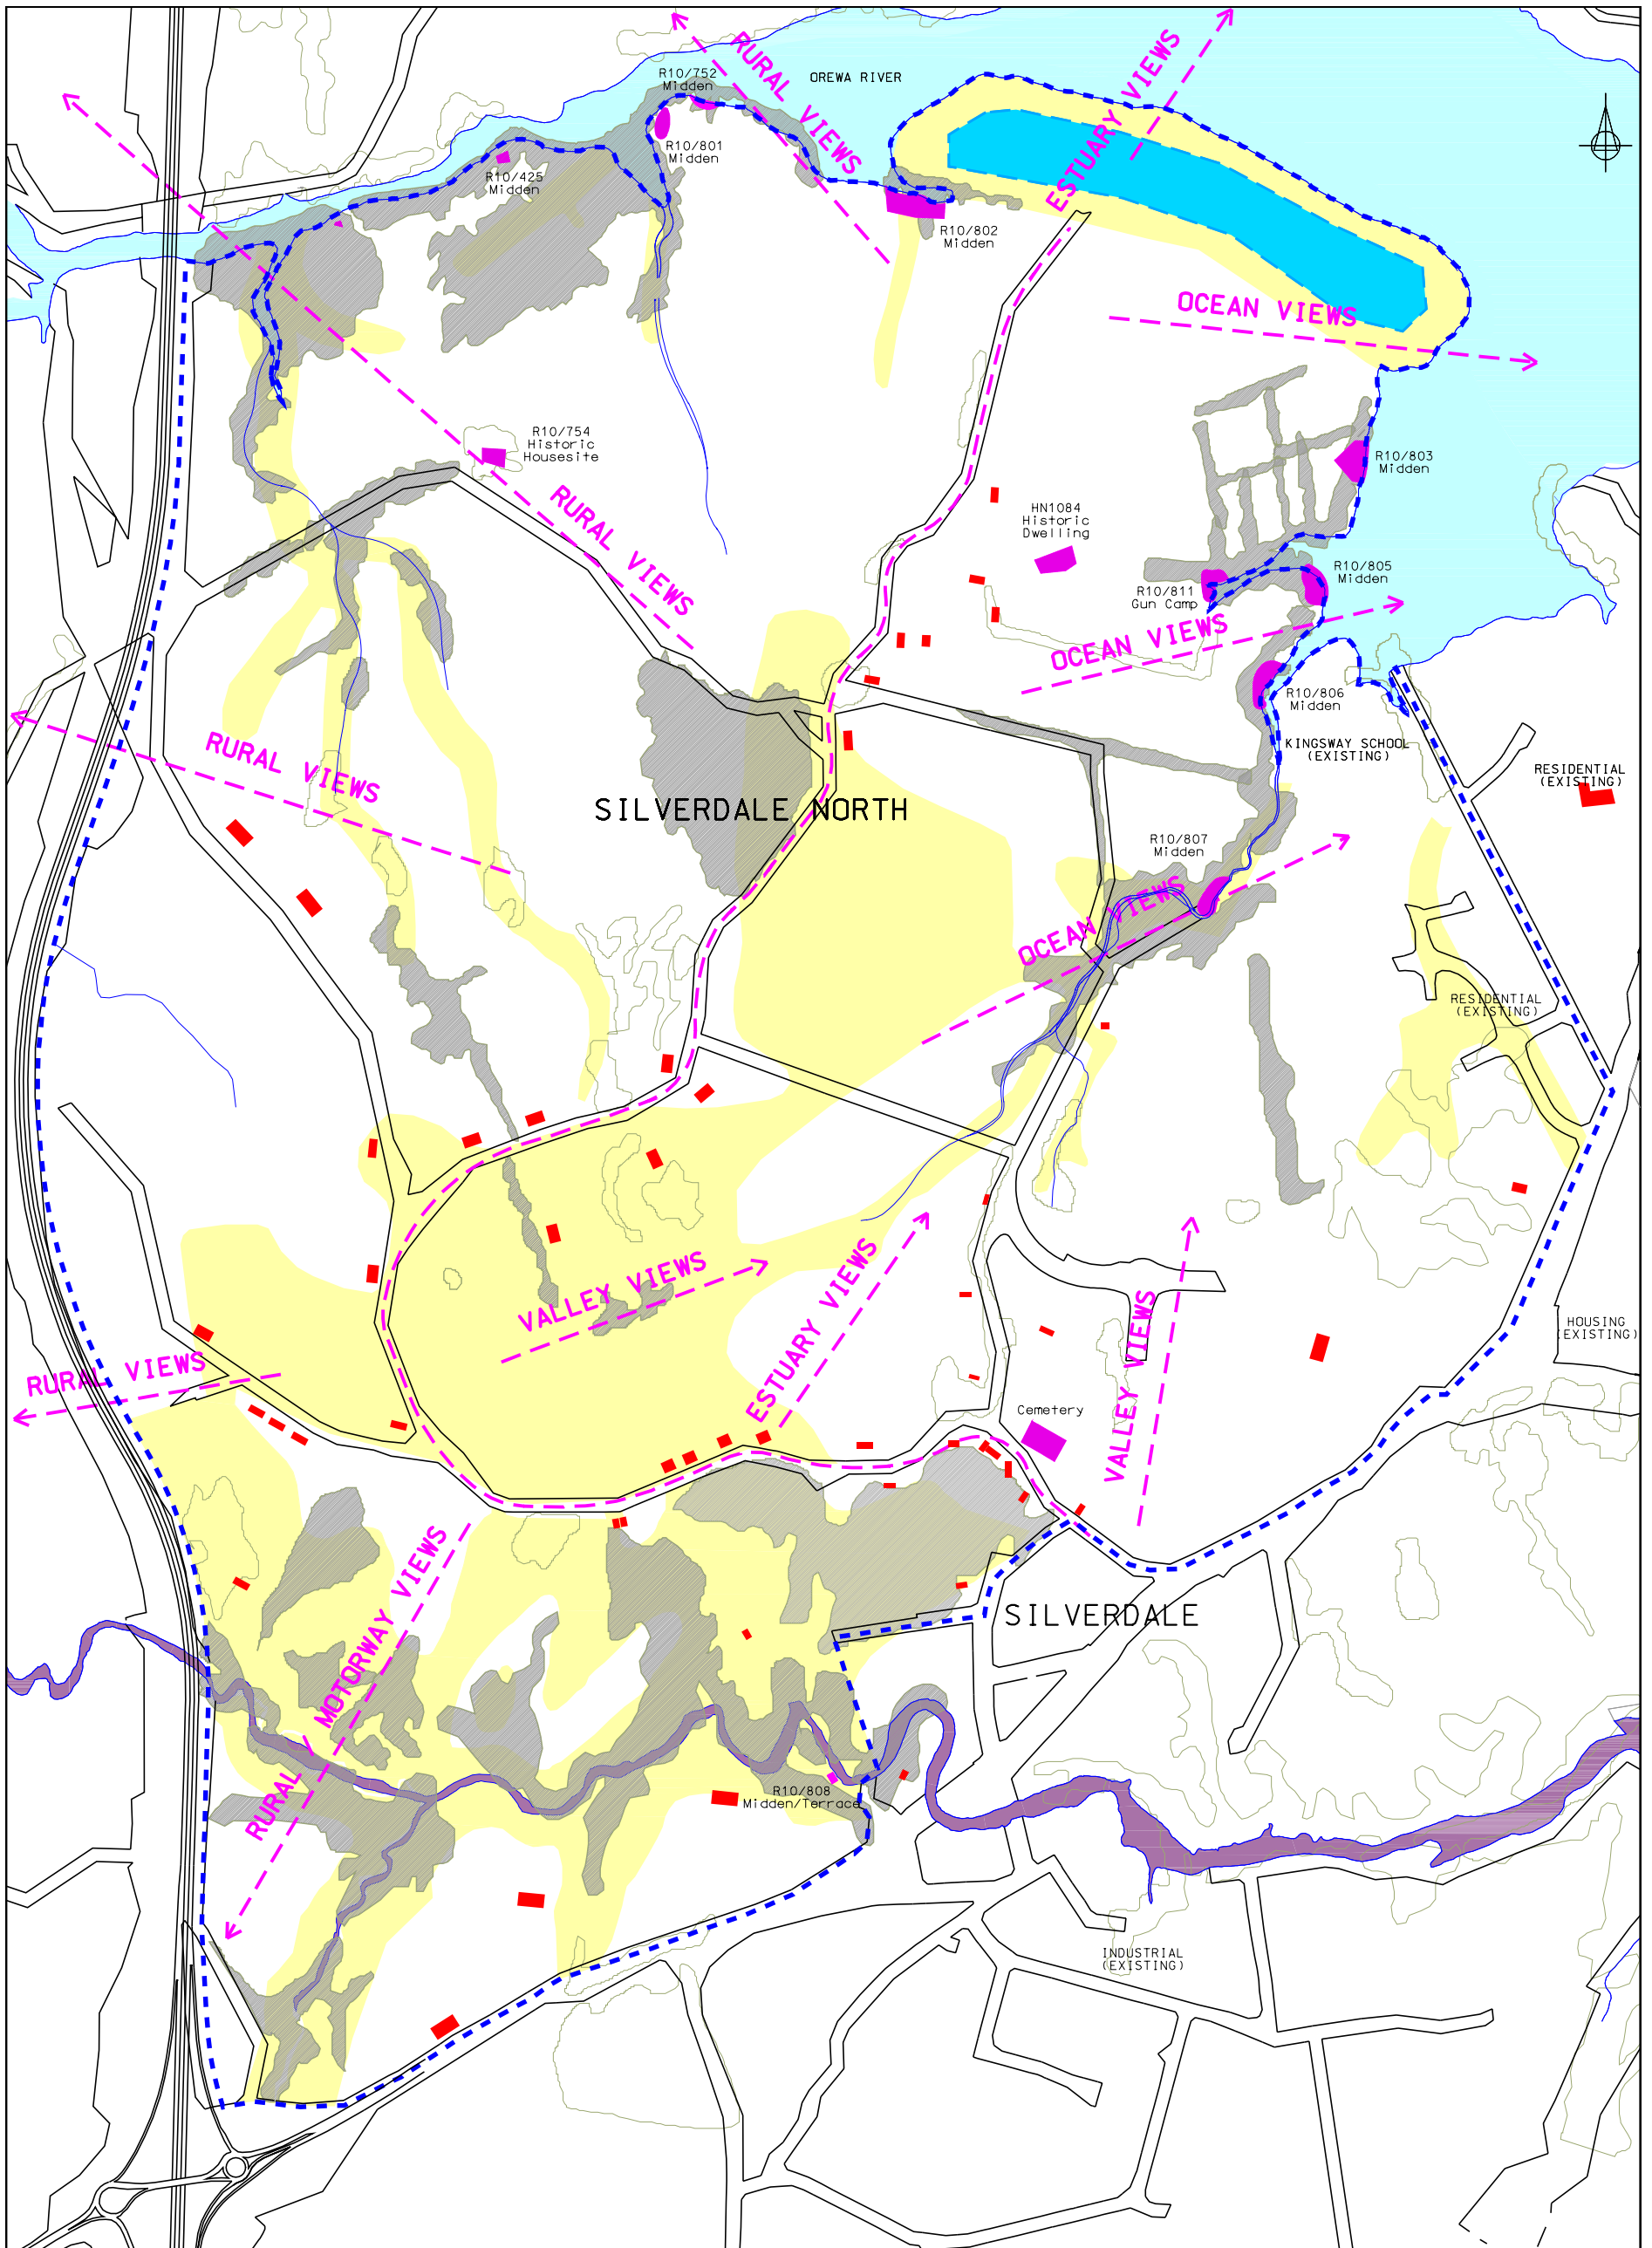 R10/752
Midden
RURAL VIEWS
OREWA RIVER
ESTUARY VIEWS
R10/801
Midden
R10/425
Midden
R10/802
Midden
OCEAN VIEWS
R10/754
Historic
Housesite
RURAL VIEWS
R10/803
Midden
HN1084
Historic
Dwelling
R10/805
Midden
R10/811
Gun Camp
OCEAN VIEWS
R10/806
Midden
KINGSWAY SCHOOL
(EXISTING)
RURAL VIEWS
RESIDENTIAL
(EXISTING)
SILVERDALE NORTH
R10/807
Midden
OCEAN VIEWS
RESIDENTIAL
(EXISTING)
VALLEY VIEWS
ESTUARY VIEWS
VALLEY VIEWS
HOUSING
(EXISTING)
RURAL VIEWS
Cemetery
RURAL / MOTORWAY VIEWS
SILVERDALE
R10/808
Midden/Terrace
INDUSTRIAL
(EXISTING)